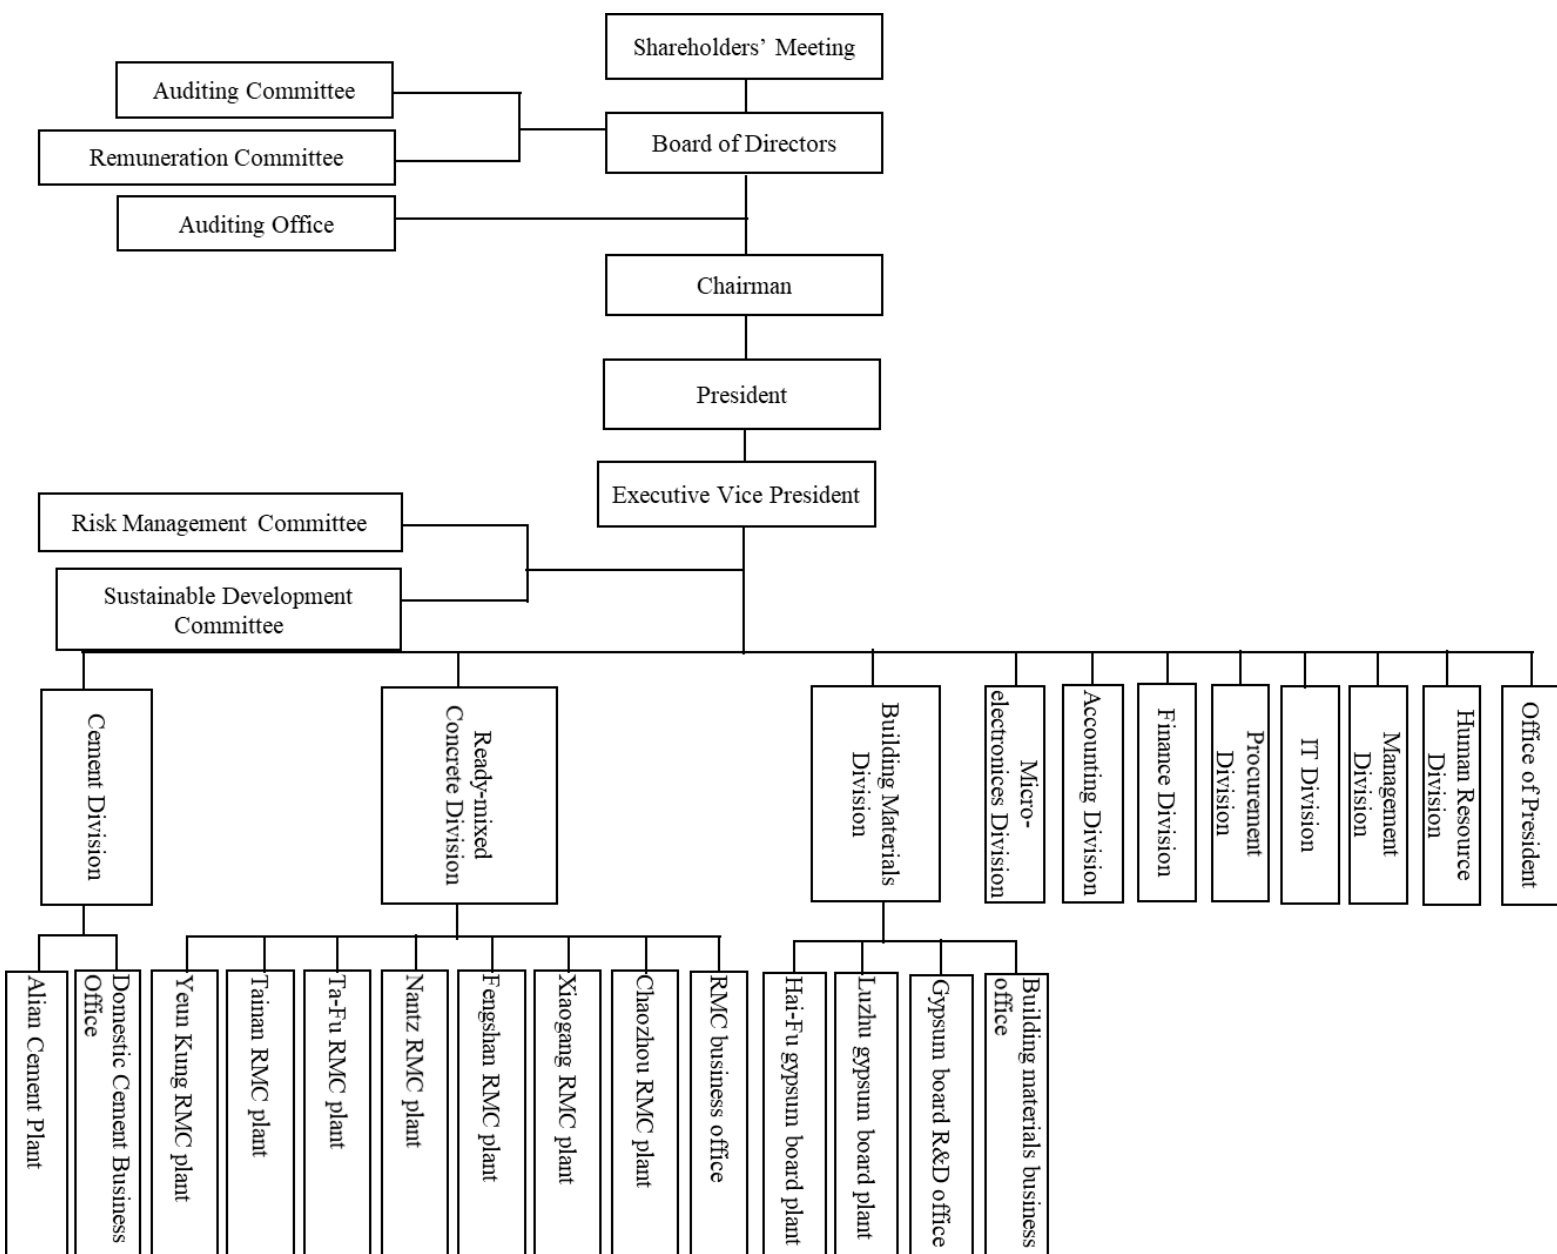 Shareholders’ Meeting
Auditing Committee
Board of Directors
Remuneration Committee
Auditing Office
Chairman
President
Executive Vice President
Risk Management Committee
Sustainable Development
Committee
Cement Division
Ready-mixed
Concrete Division
Building Materials
Division
Micro-
electronices Division
Accounting Division
Finance Division
Procurement
Division
IT Division
Management
Division
Human Resource
Division
Office of President
Alian Cement Plant
Domestic Cement Business
Office
Yeun Kung RMC plant
Tainan RMC plant
Ta-Fu RMC plant
Nantz RMC plant
Fengshan RMC plant
Xiaogang RMC plant
Chaozhou RMC plant
RMC business office
Hai-Fu gypsum board plant
Luzhu gypsum board plant
Gypsum board R&D office
Building materials business
office